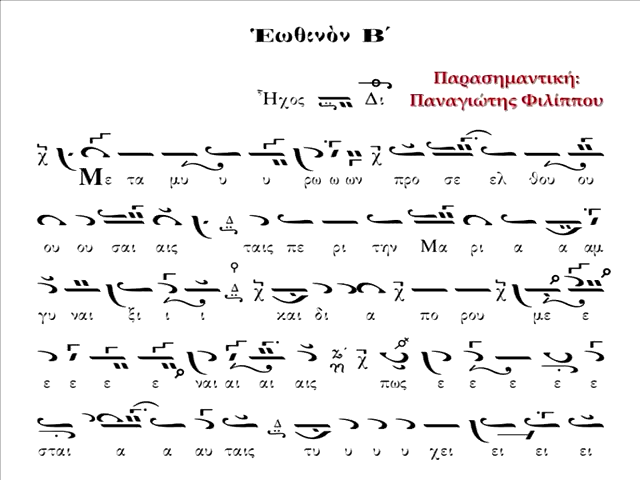 Ἑωθινὸν Β΄
Ἦχος Δι
Παρασημαντική:
Παναγιώτης Φιλίππου
Με τα μυ υ υ ρω ω ων προ σε ελ θου ου
ου ου σαι αις ταις πε ρι την Μα ρι α α αμ
γυ ναι ξι ι ι και δι α πο ρου με ε
ε ε ε ε ναι αι αι αις πως ε ε ε ε ε
σται α α αυ ταις τυ υ υ υ χει ει ει ει